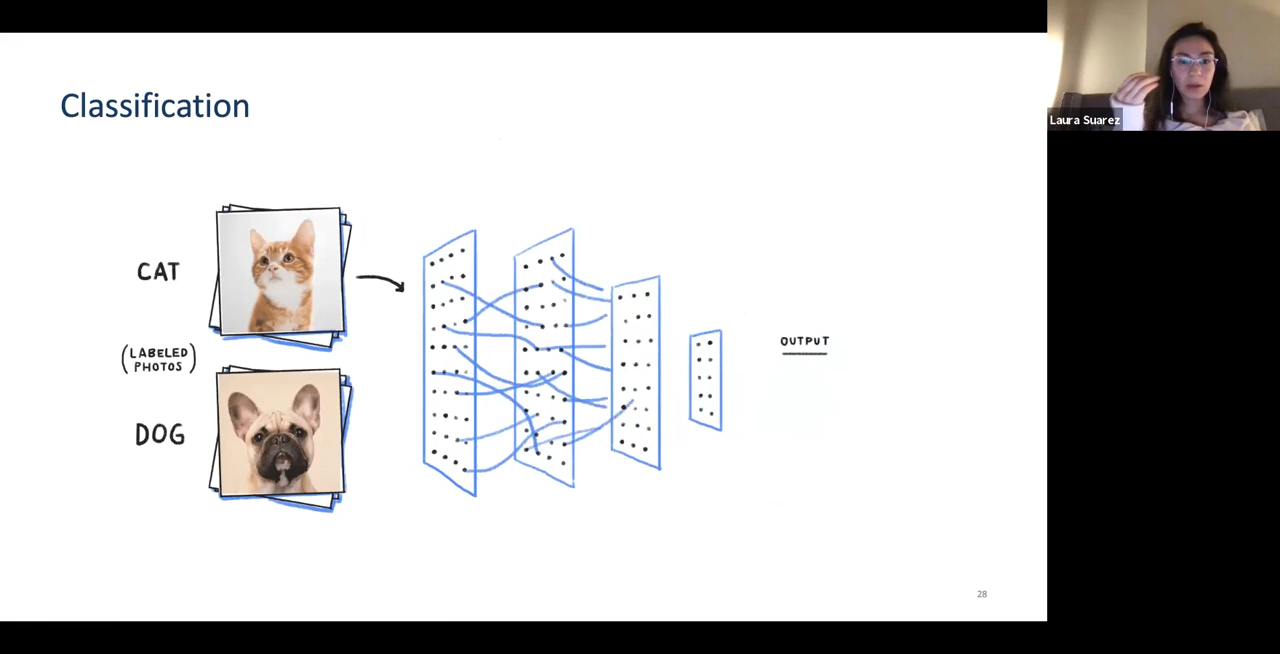 Classification
CAT
(LABELED
PHOTOS)
DOG
OUTPUT
28
Laura Suarez